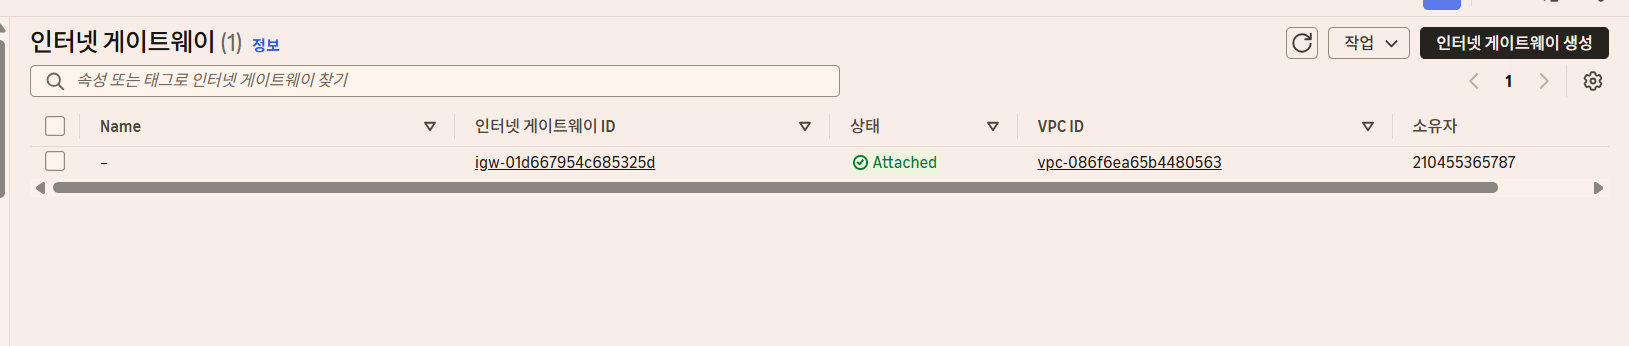 인터넷 게이트웨이 (1) 정보
작업
인터넷 게이트웨이 생성
속성 또는 태그로 인터넷 게이트웨이 찾기
1
Name 인터넷 게이트웨이 ID 상태 VPC ID 소유자
– igw-01d667954c685325d Attached vpc-086f6ea65b4480563 210455365787